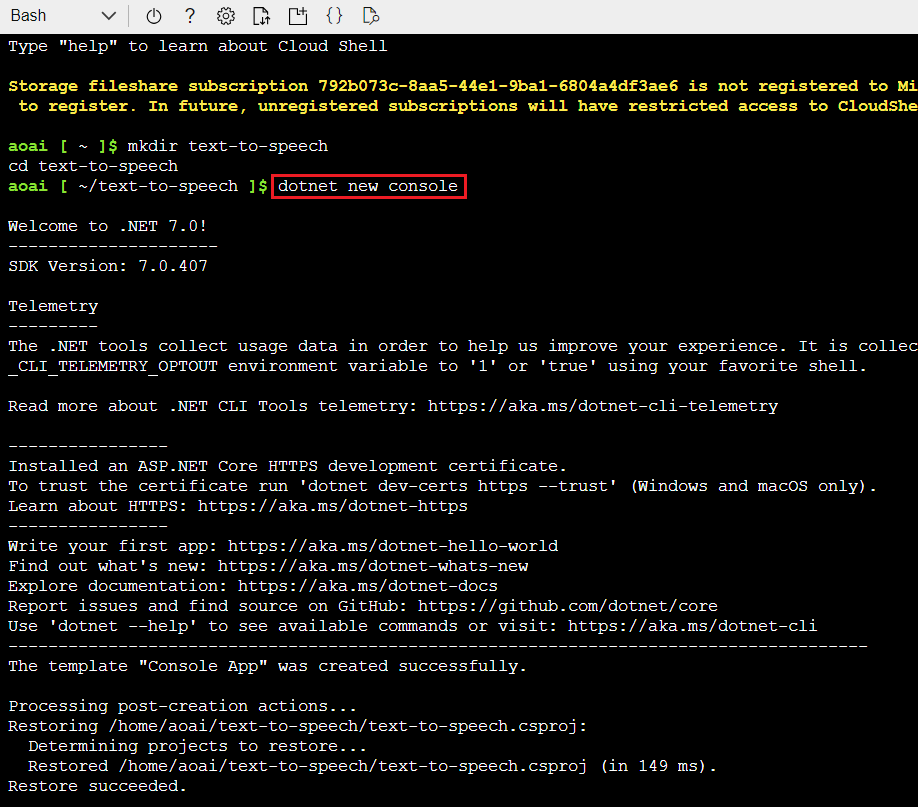 Bash
Type "help" to learn about Cloud Shell
Storage fileshare subscription 792b073c-8aa5-44e1-9ba1-6804a4df3ae6 is not registered to Mi
to register. In future, unregistered subscriptions will have restricted access to CloudShe
aoai [ ~ ]$ mkdir text-to-speech
cd text-to-speech
aoai [ ~/text-to-speech ]$ dotnet new console
Welcome to .NET 7.0!
---------------------
SDK Version: 7.0.407
Telemetry
---------
The .NET tools collect usage data in order to help us improve your experience. It is collec
_CLI_TELEMETRY_OPTOUT environment variable to '1' or 'true' using your favorite shell.
Read more about .NET CLI Tools telemetry: https://aka.ms/dotnet-cli-telemetry
----------------
Installed an ASP.NET Core HTTPS development certificate.
To trust the certificate run 'dotnet dev-certs https --trust' (Windows and macOS only).
Learn about HTTPS: https://aka.ms/dotnet-https
----------------
Write your first app: https://aka.ms/dotnet-hello-world
Find out what's new: https://aka.ms/dotnet-whats-new
Explore documentation: https://aka.ms/dotnet-docs
Report issues and find source on GitHub: https://github.com/dotnet/core
Use 'dotnet --help' to see available commands or visit: https://aka.ms/dotnet-cli
--------------------------------------------------------------------------------------
The template "Console App" was created successfully.
Processing post-creation actions...
Restoring /home/aoai/text-to-speech/text-to-speech.csproj:
Determining projects to restore...
Restored /home/aoai/text-to-speech/text-to-speech.csproj (in 149 ms).
Restore succeeded.